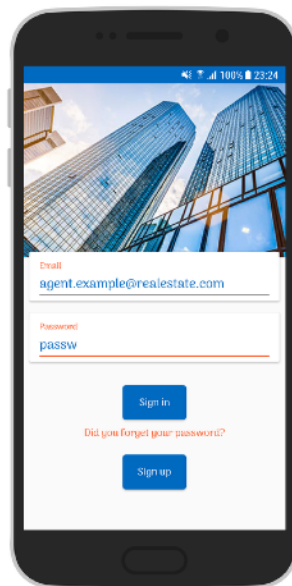 100% 23:24
Email
agent.example@realestate.com
Password
passw
Sign in
Did you forget your password?
Sign up